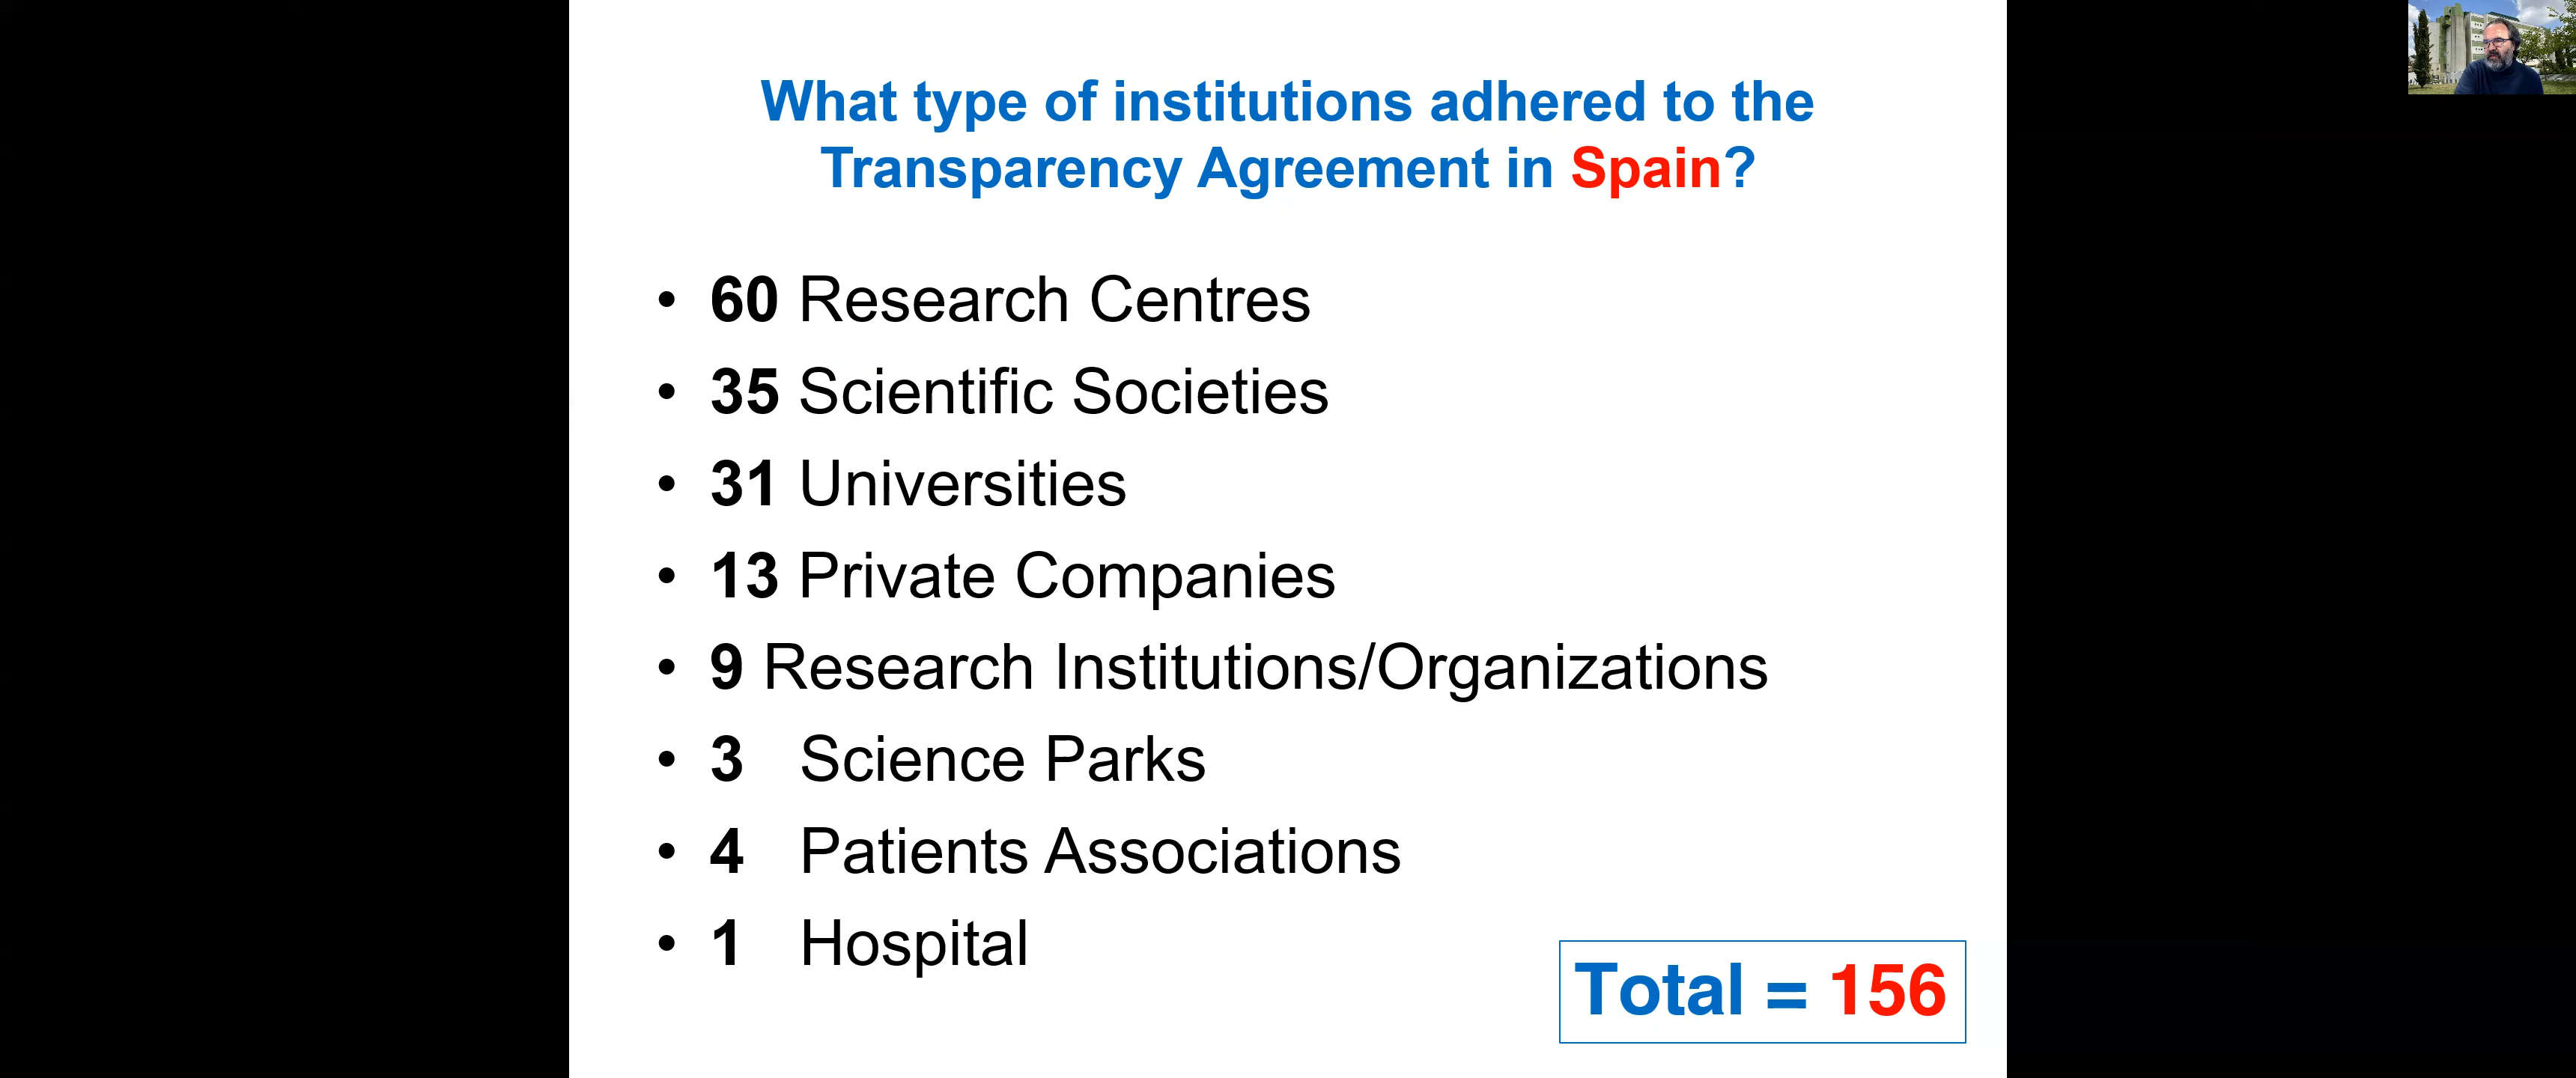 What type of institutions adhered to the
Transparency Agreement in Spain?
• 60 Research Centres
• 35 Scientific Societies
• 31 Universities
• 13 Private Companies
• 9 Research Institutions/Organizations
• 3 Science Parks
• 4 Patients Associations
• 1 Hospital
Total = 156